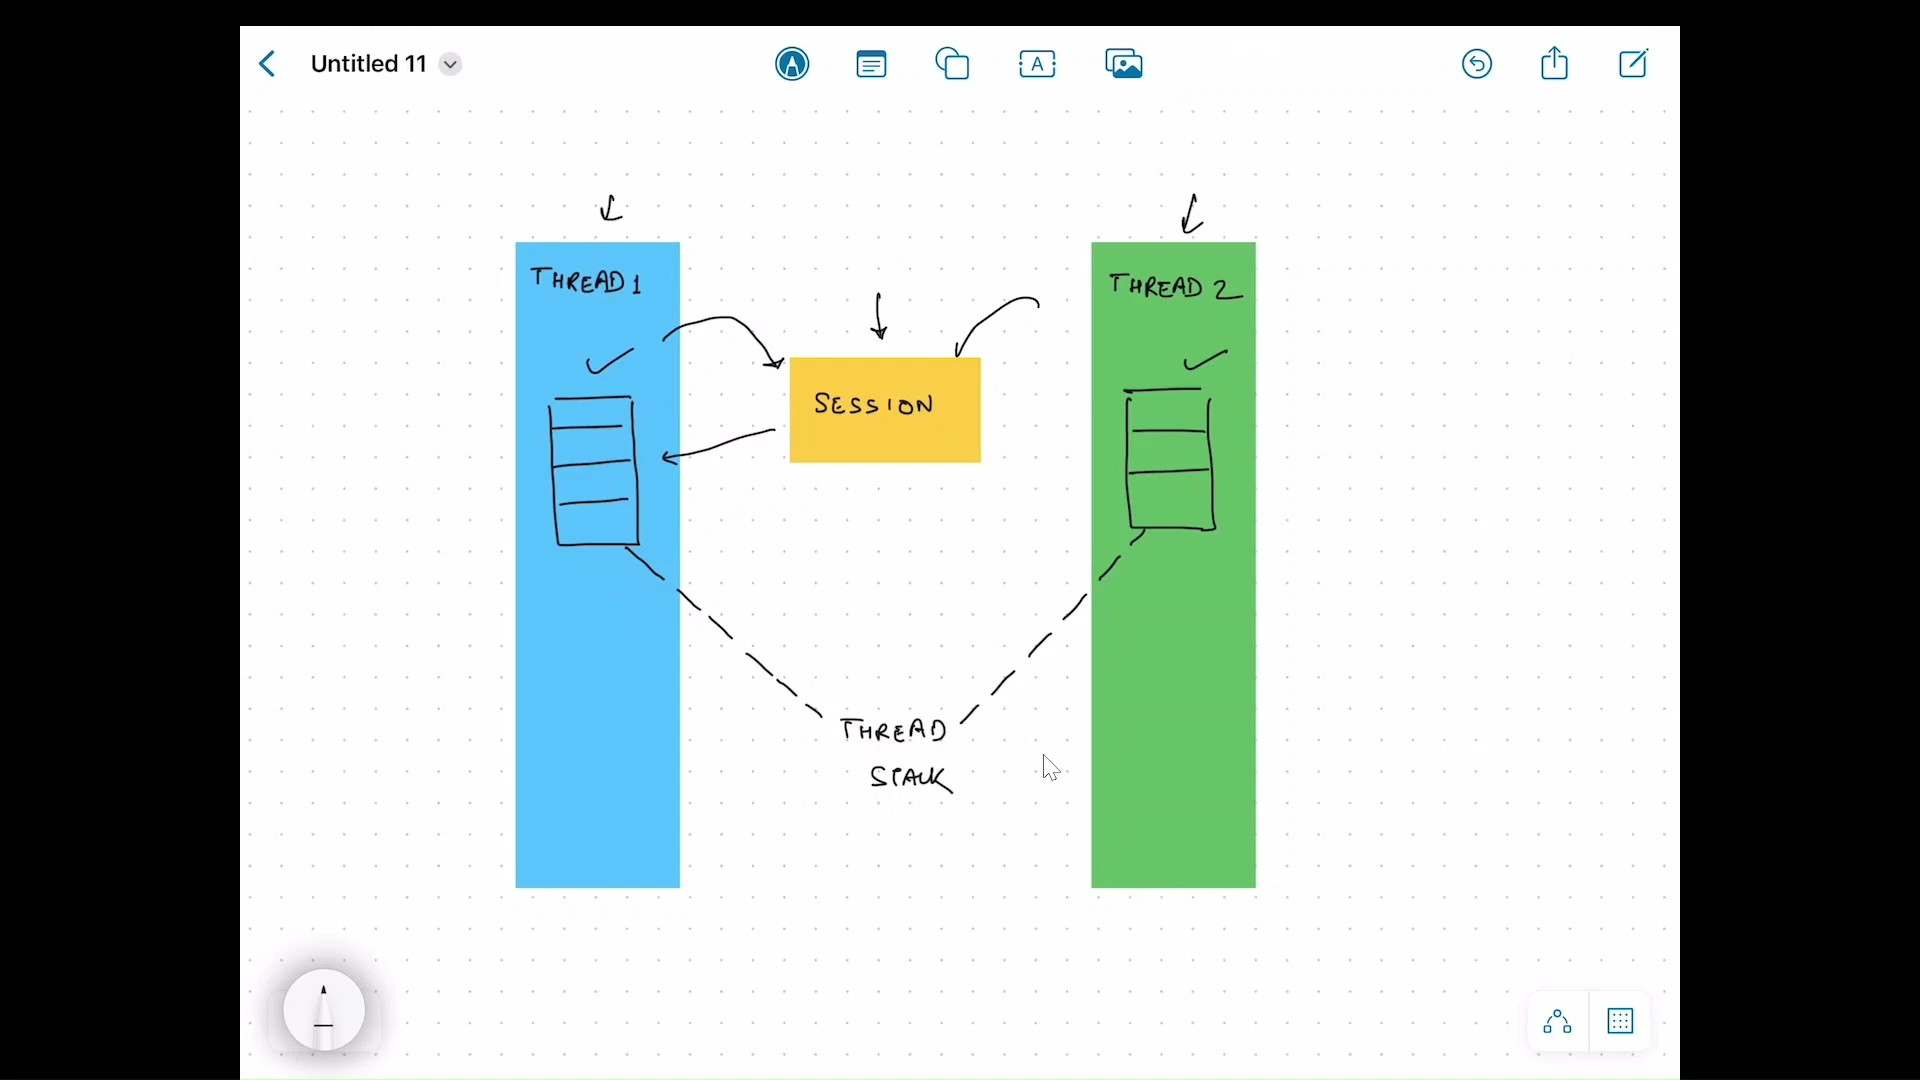 Untitled 11
A
THREAD 1
THREAD 2
SESSION
THREAD
STACK